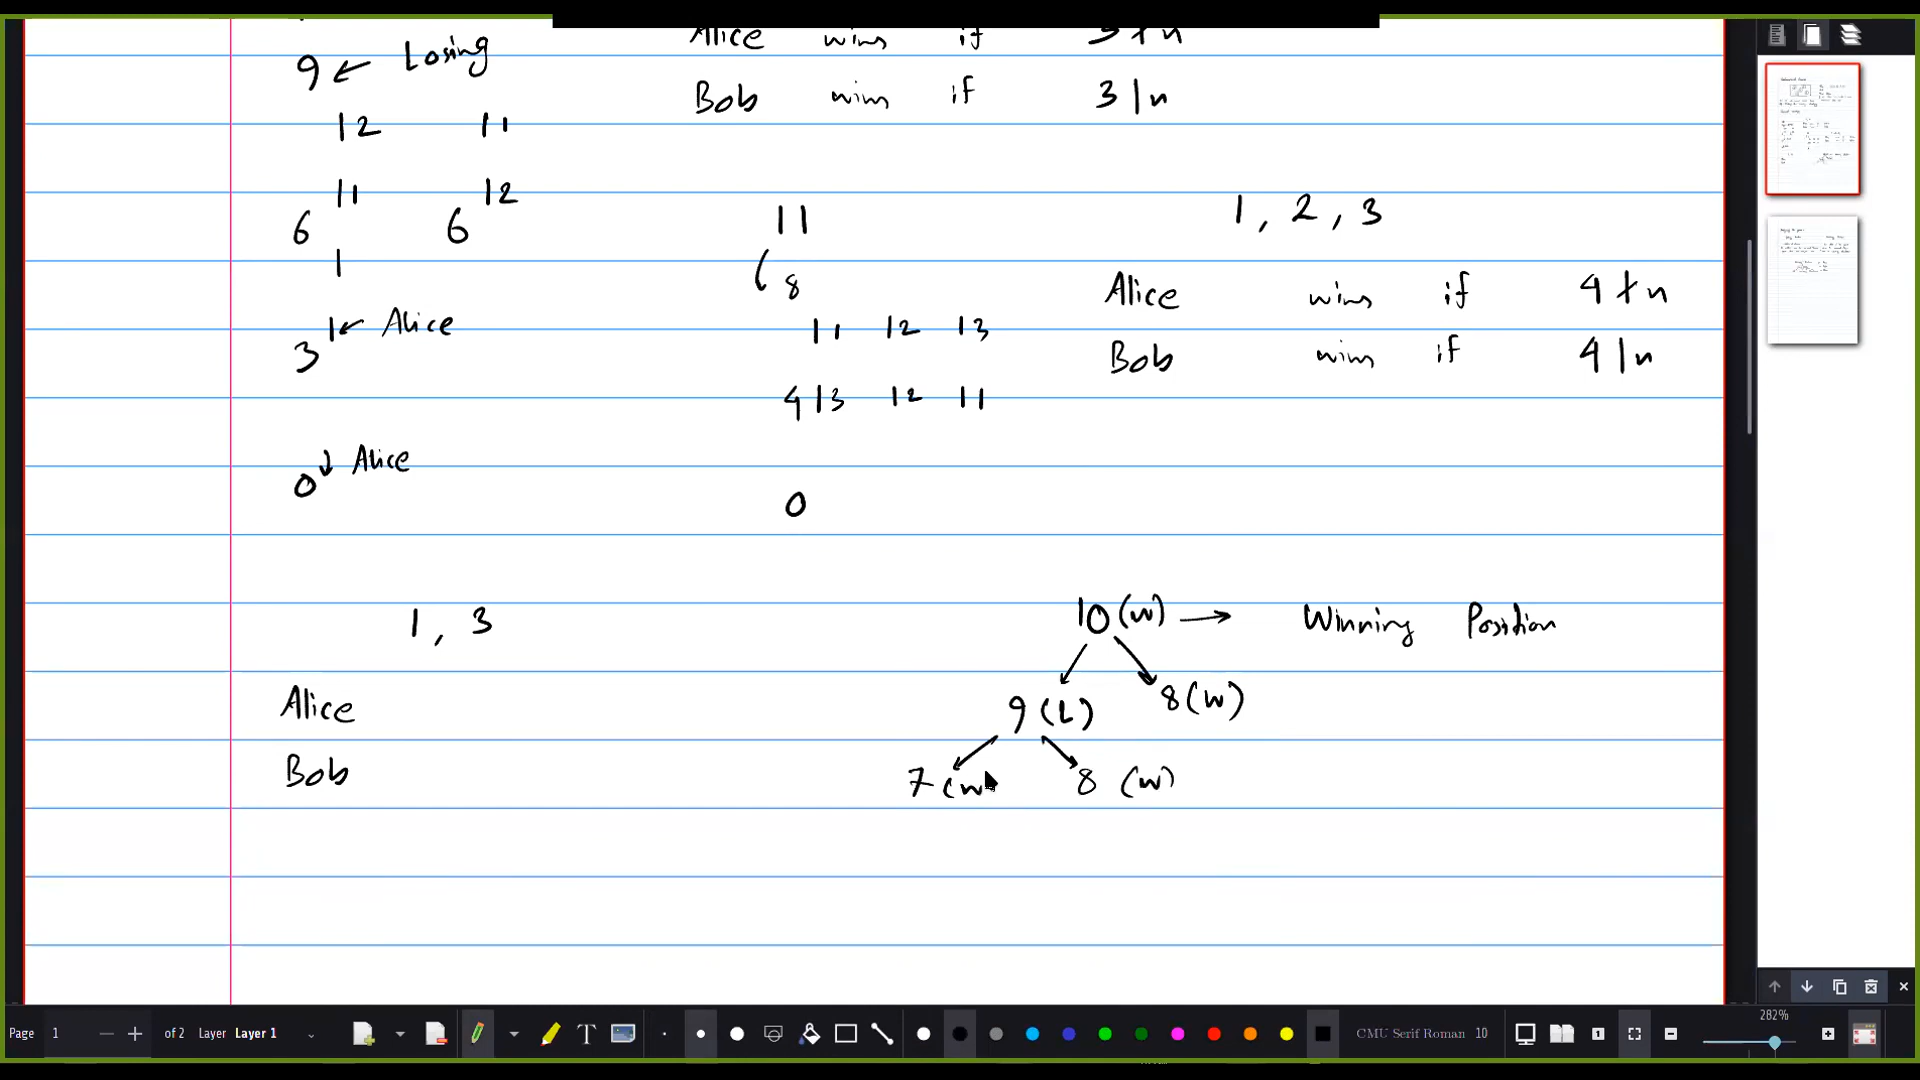 Alice wins if 3 ∤ n
9 ← Losing
Bob wins if 3 | n
12 11
11 12
6 6
1
3 1 ← Alice
0 ↓ Alice
11
8
11 12 13
4 13 12 11
0
1, 2, 3
Alice wins if 4 ∤ n
Bob wins if 4 | n
1, 3
Alice
Bob
10 (W) → Winning Position
9 (L) 8 (W)
7 (W) 8 (W)
Page 1 of 2 Layer Layer 1
CMU Serif Roman 10
282%